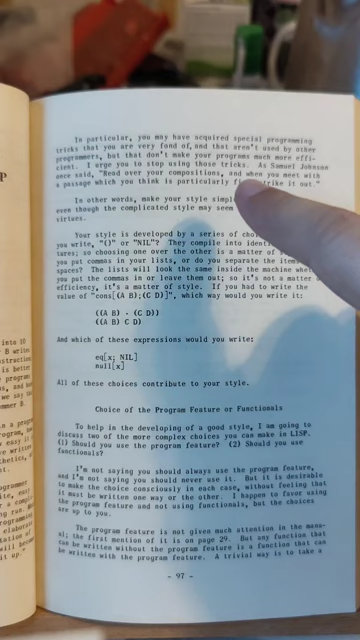 In particular, you may have acquired special programming
tricks that you are very fond of, and that aren't used by other
programmers, but that don't make your programs much more effi-
cient. I urge you to stop using those tricks. As Samuel Johnson
once said, "Read over your compositions, and when you meet with
a passage which you think is particularly strike it out."
In other words, make your style simple
even though the complicated style may seem
virtues.
Your style is developed by a series of
you write, "()" or "NIL"? They compile into
tures; so choosing one over the other is a matter of
you put commas in your lists, or do you separate the items
spaces? The lists will look the same inside the machine
you put the commas in or leave them out; so it's not a matter
efficiency, it's a matter of style. If you had to write the
value of "cons[(A B);(C D)]", which way would you write it:
((A B) . (C D))
((A B) C D)
And which of these expressions would you write:
eq[x; NIL]
null[x]
All of these choices contribute to your style.
Choice of the Program Feature or Functionals
To help in the developing of a good style, I am going to
discuss two of the more complex choices you can make in LISP.
(1) Should you use the program feature? (2) Should you use
functionals?
I'm not saying you should always use the program feature,
and I'm not saying you should never use it. But it is desirable
to make the choice consciously in each case, without feeling that
it must be written one way or the other. I happen to favor using
the program feature and not using functionals, but the choices
are up to you.
The program feature is not given much attention in the manu-
al; the first mention of it is on page 29. But any function that
can be written without the program feature is a function that can
be written with the program feature. A trivial way is to take a
- 97 -